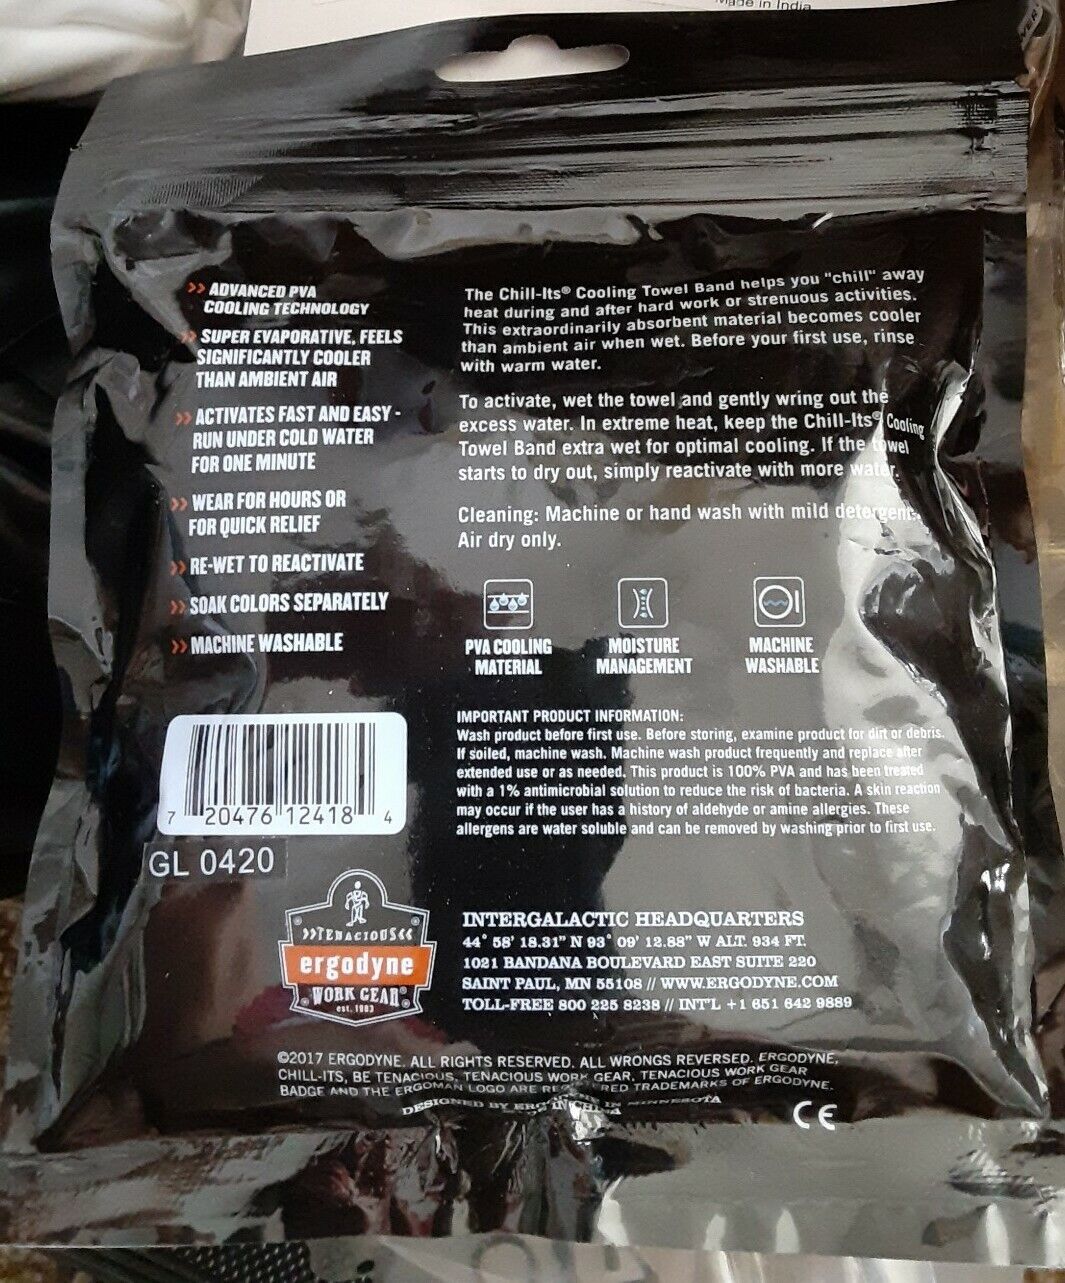 Made in India
>> ADVANCED PVA
COOLING TECHNOLOGY
>> SUPER EVAPORATIVE, FEELS
SIGNIFICANTLY COOLER
THAN AMBIENT AIR
>> ACTIVATES FAST AND EASY -
RUN UNDER COLD WATER
FOR ONE MINUTE
>> WEAR FOR HOURS OR
FOR QUICK RELIEF
>> RE-WET TO REACTIVATE
>> SOAK COLORS SEPARATELY
>> MACHINE WASHABLE
The Chill-Its® Cooling Towel Band helps you "chill" away
heat during and after hard work or strenuous activities.
This extraordinarily absorbent material becomes cooler
than ambient air when wet. Before your first use, rinse
with warm water.
To activate, wet the towel and gently wring out the
excess water. In extreme heat, keep the Chill-Its® Cooling
Towel Band extra wet for optimal cooling. If the towel
starts to dry out, simply reactivate with more water.
Cleaning: Machine or hand wash with mild detergent.
Air dry only.
PVA COOLING
MATERIAL
MOISTURE
MANAGEMENT
MACHINE
WASHABLE
IMPORTANT PRODUCT INFORMATION:
Wash product before first use. Before storing, examine product for dirt or debris.
If soiled, machine wash. Machine wash product frequently and replace after
extended use or as needed. This product is 100% PVA and has been treated
with a 1% antimicrobial solution to reduce the risk of bacteria. A skin reaction
may occur if the user has a history of aldehyde or amine allergies. These
allergens are water soluble and can be removed by washing prior to first use.
7 20476 12418 4
GL 0420
>>TENACIOUS<<
ergodyne
WORK GEAR®
est. 1983
INTERGALACTIC HEADQUARTERS
44° 58' 18.31" N 93° 09' 12.88" W ALT. 934 FT.
1021 BANDANA BOULEVARD EAST SUITE 220
SAINT PAUL, MN 55108 // WWW.ERGODYNE.COM
TOLL-FREE 800 225 8238 // INT'L +1 651 642 9889
©2017 ERGODYNE. ALL RIGHTS RESERVED. ALL WRONGS REVERSED. ERGODYNE,
CHILL-ITS, BE TENACIOUS, TENACIOUS WORK GEAR, TENACIOUS WORK GEAR
BADGE AND THE ERGOMAN LOGO ARE TRADEMARKS OF ERGODYNE.
DESIGNED BY IN MINNESOTA
CE